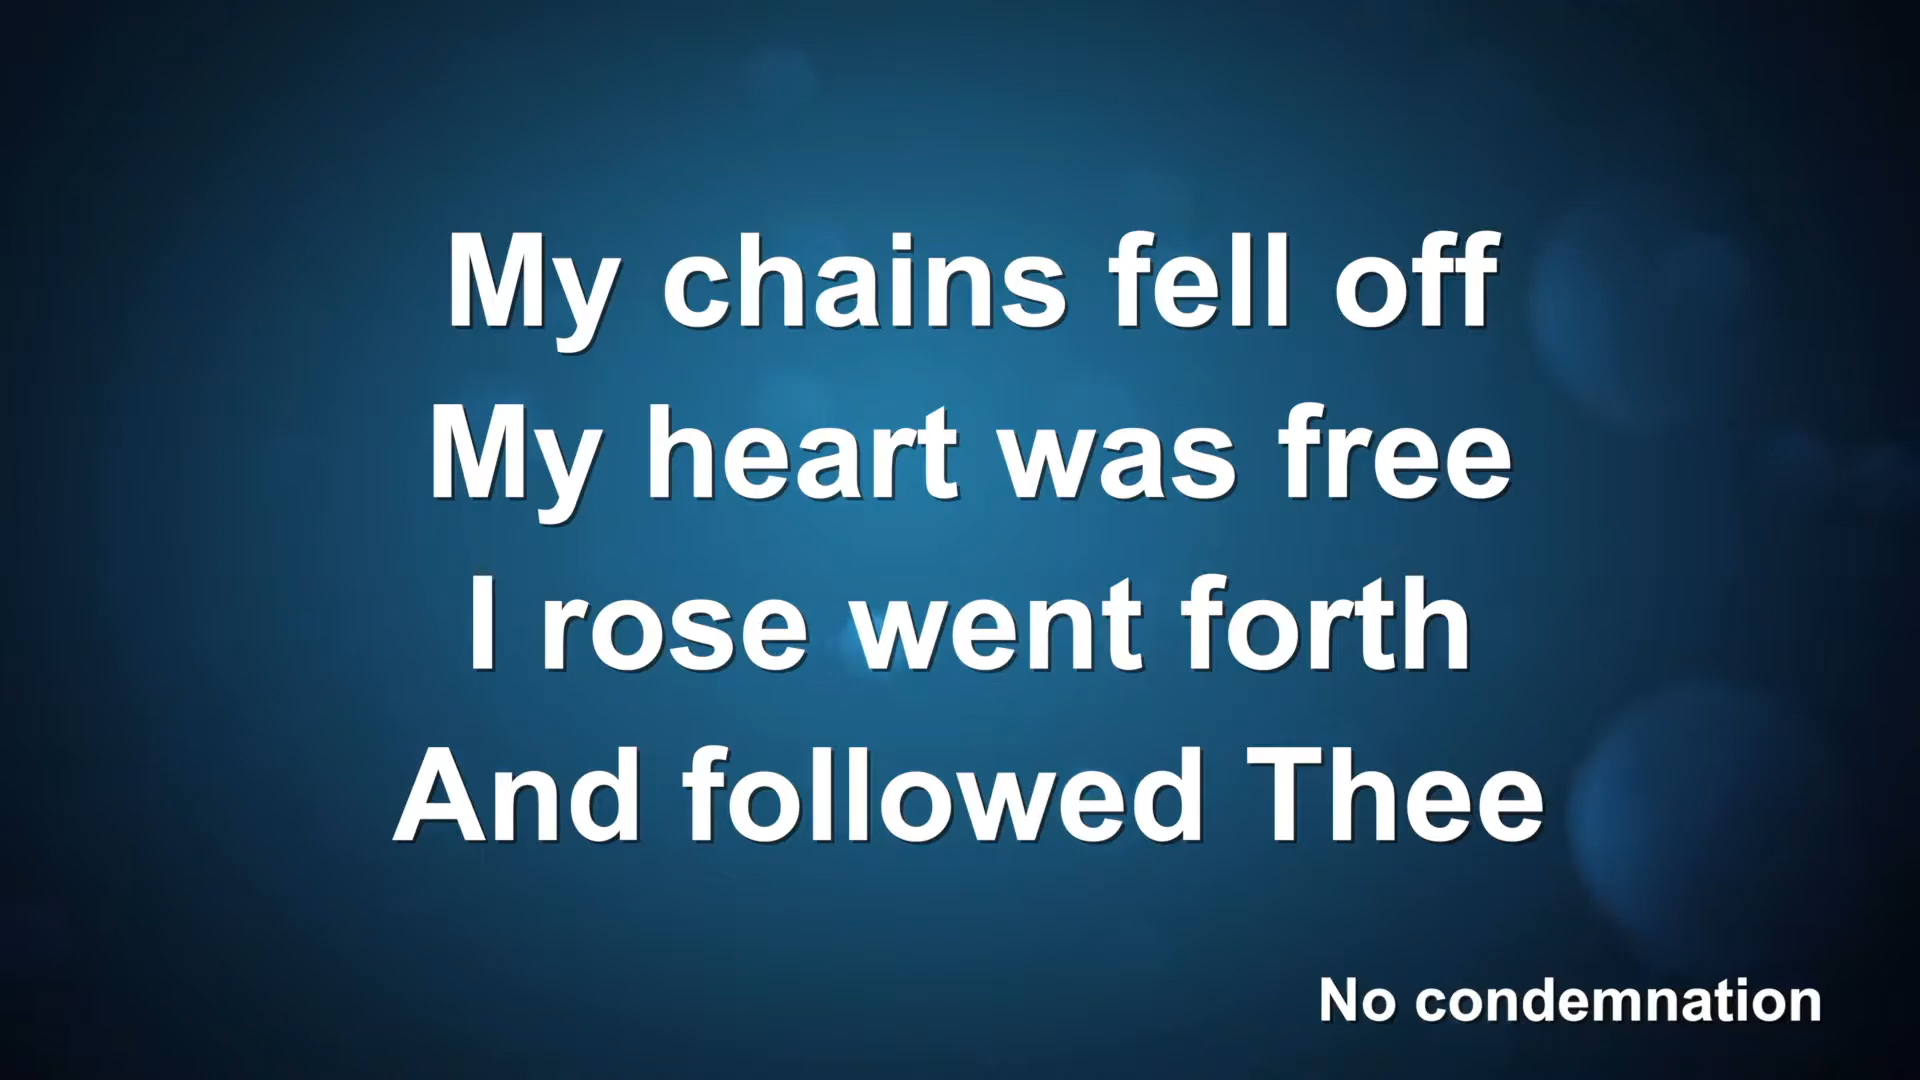 My chains fell off
My heart was free
I rose went forth
And followed Thee
No condemnation